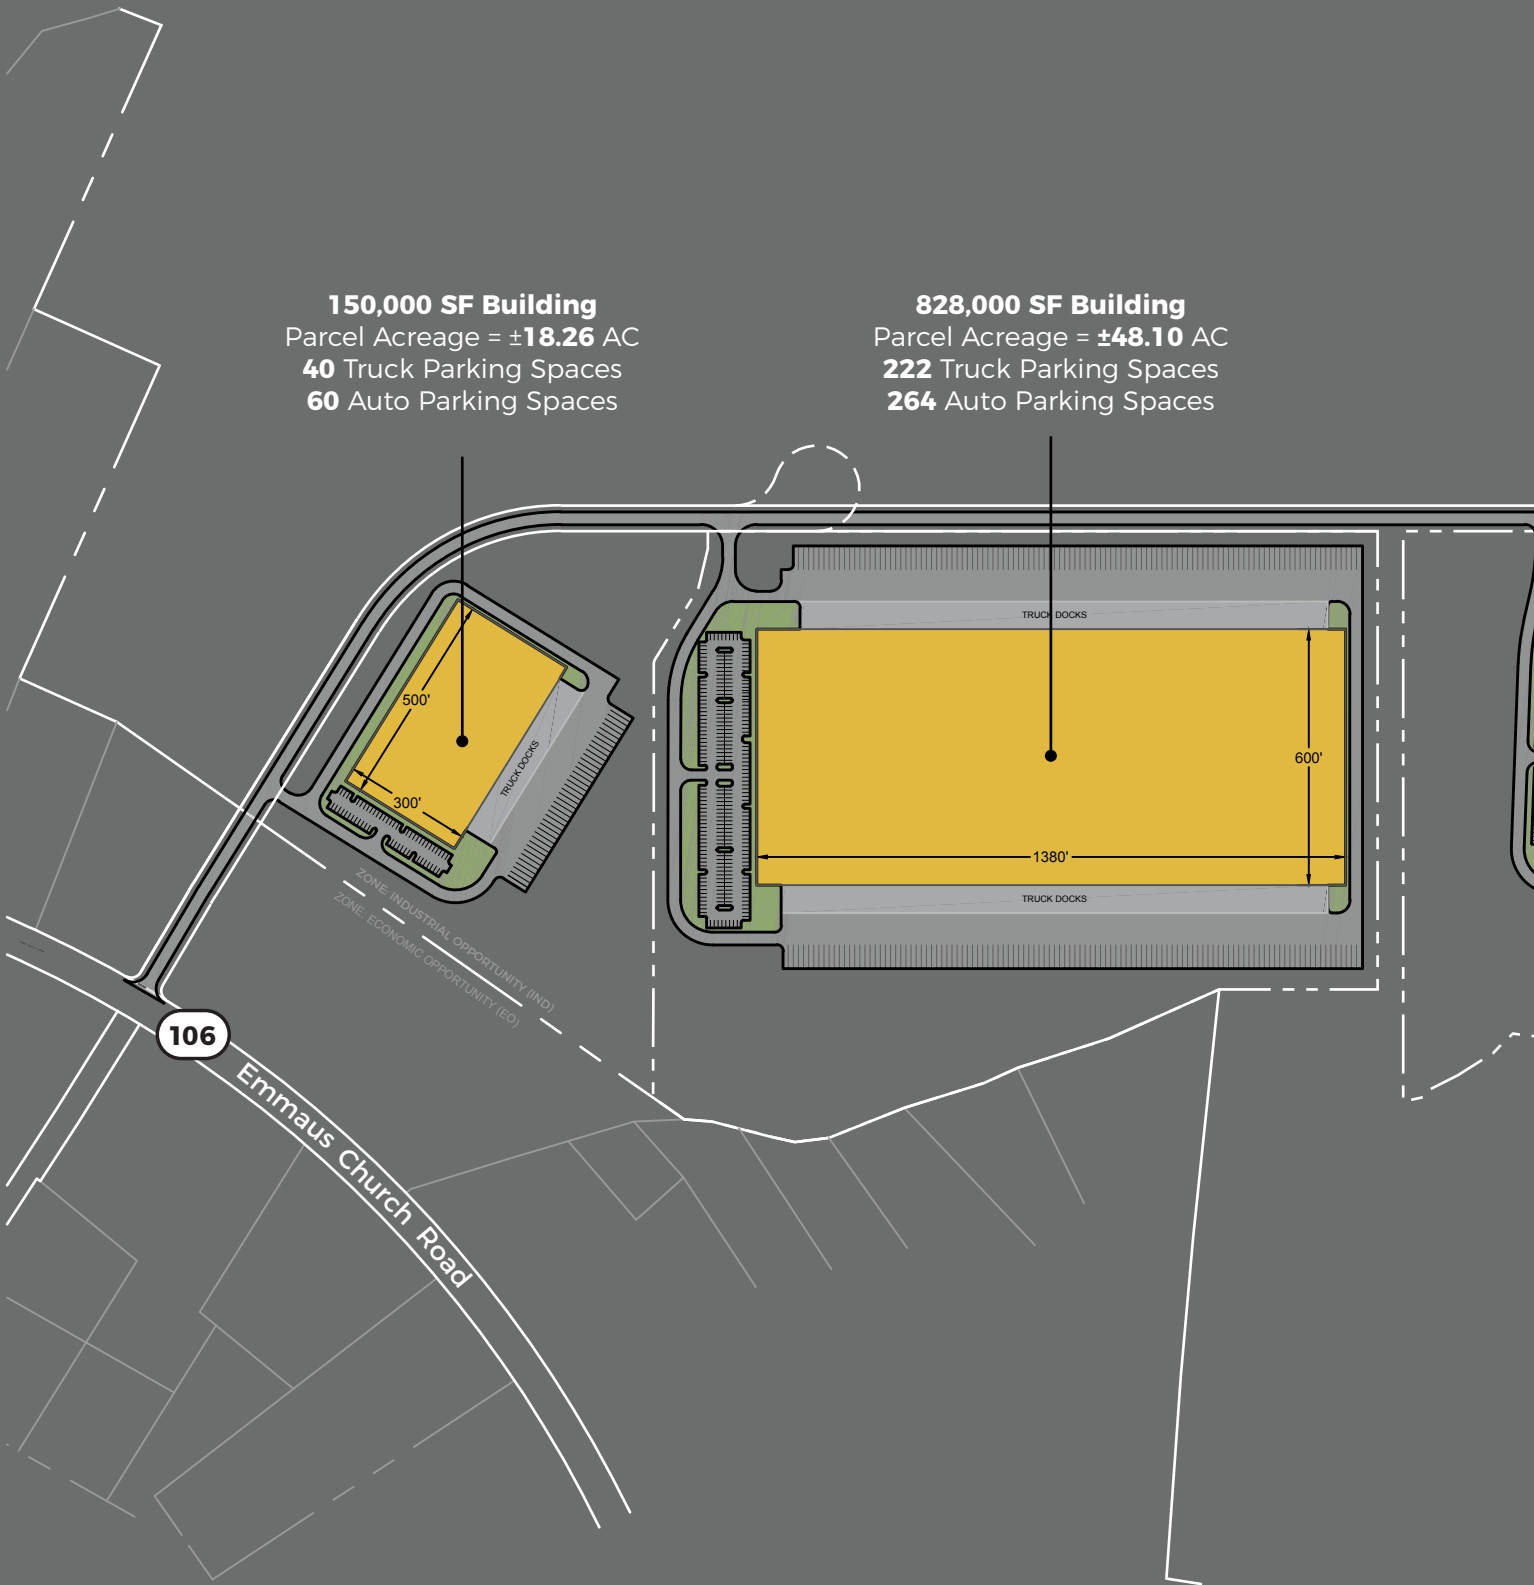 150,000 SF Building
Parcel Acreage = ±18.26 AC
40 Truck Parking Spaces
60 Auto Parking Spaces
828,000 SF Building
Parcel Acreage = ±48.10 AC
222 Truck Parking Spaces
264 Auto Parking Spaces
TRUCK DOCKS
500'
300'
TRUCK DOCKS
600'
1380'
TRUCK DOCKS
ZONE: INDUSTRIAL OPPORTUNITY (IND)
ZONE: ECONOMIC OPPORTUNITY (EO)
106
Emmaus Church Road